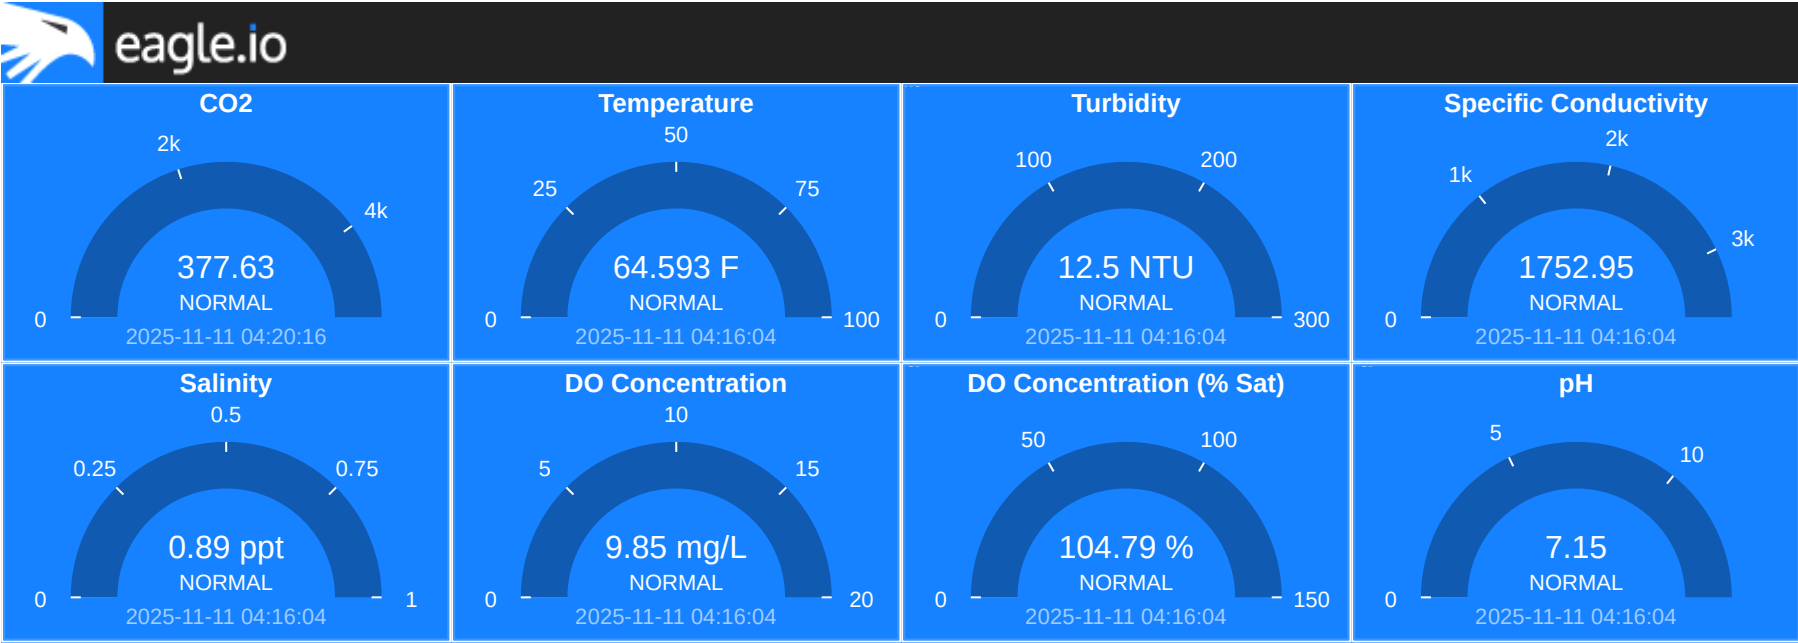 eagle.io
CO2
2k
4k
377.63
NORMAL
0
2025-11-11 04:20:16
Temperature
50
25
75
64.593 F
NORMAL
0
100
2025-11-11 04:16:04
Turbidity
100
200
12.5 NTU
NORMAL
0
300
2025-11-11 04:16:04
Specific Conductivity
2k
1k
3k
1752.95
NORMAL
0
2025-11-11 04:16:04
Salinity
0.5
0.25
0.75
0.89 ppt
NORMAL
0
1
2025-11-11 04:16:04
DO Concentration
10
5
15
9.85 mg/L
NORMAL
0
20
2025-11-11 04:16:04
DO Concentration (% Sat)
50
100
104.79 %
NORMAL
0
150
2025-11-11 04:16:04
pH
5
10
7.15
NORMAL
0
2025-11-11 04:16:04